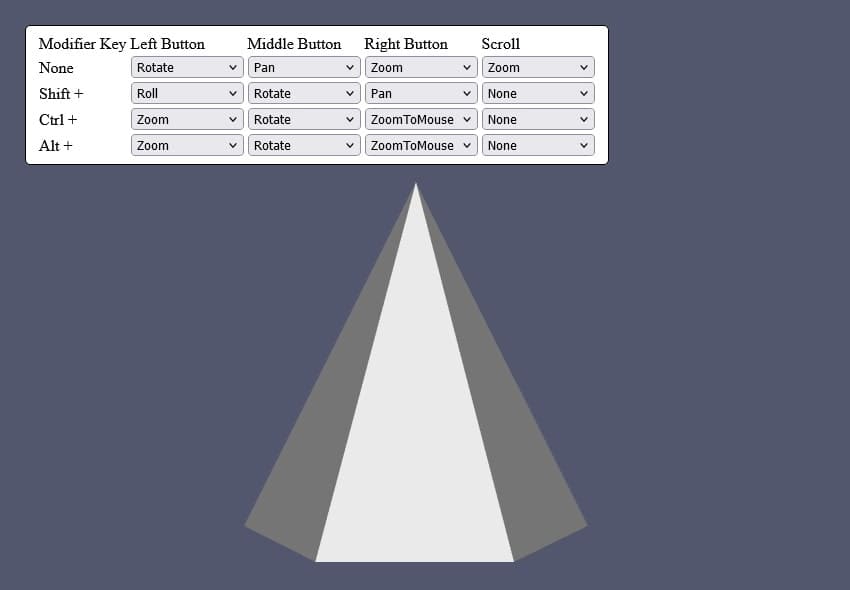 Modifier Key Left Button Middle Button Right Button Scroll
None Rotate Pan Zoom Zoom
Shift + Roll Rotate Pan None
Ctrl + Zoom Rotate ZoomToMouse None
Alt + Zoom Rotate ZoomToMouse None